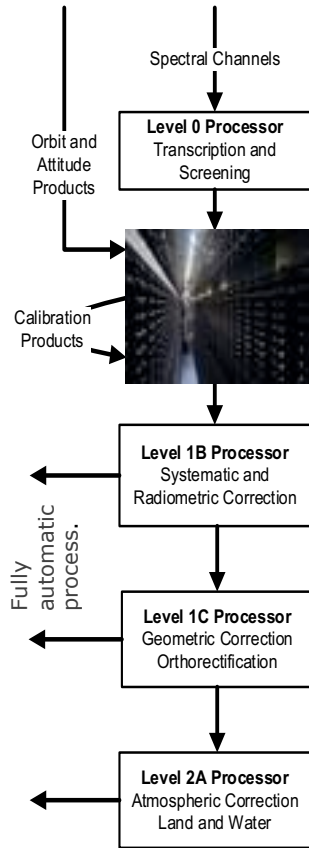 Spectral Channels
Level 0 Processor
Transcription and
Screening
Orbit and
Attitude
Products
Calibration
Products
Level 1B Processor
Systematic and
Radiometric Correction
Fully
automatic
process.
Level 1C Processor
Geometric Correction
Orthorectification
Level 2A Processor
Atmospheric Correction
Land and Water